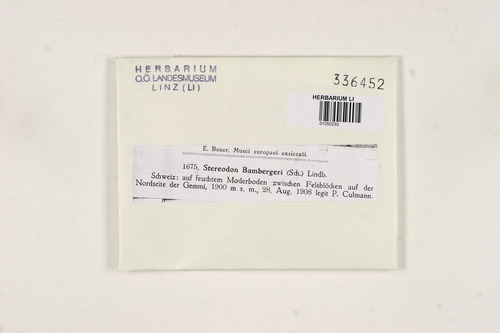 HERBARIUM
O.Ö. LANDESMUSEUM
LINZ (LI)
336452
HERBARIUM LI
E. Bauer, Musci europaei exsiccati.
1675. Stereodon Bambergeri (Sch.) Lindb.
Schweiz: auf feuchtem Moderboden zwischen Felsblöcken auf der
Nordseite der Gemmi, 1900 m s. m., 28. Aug. 1908 legit P. Culmann.